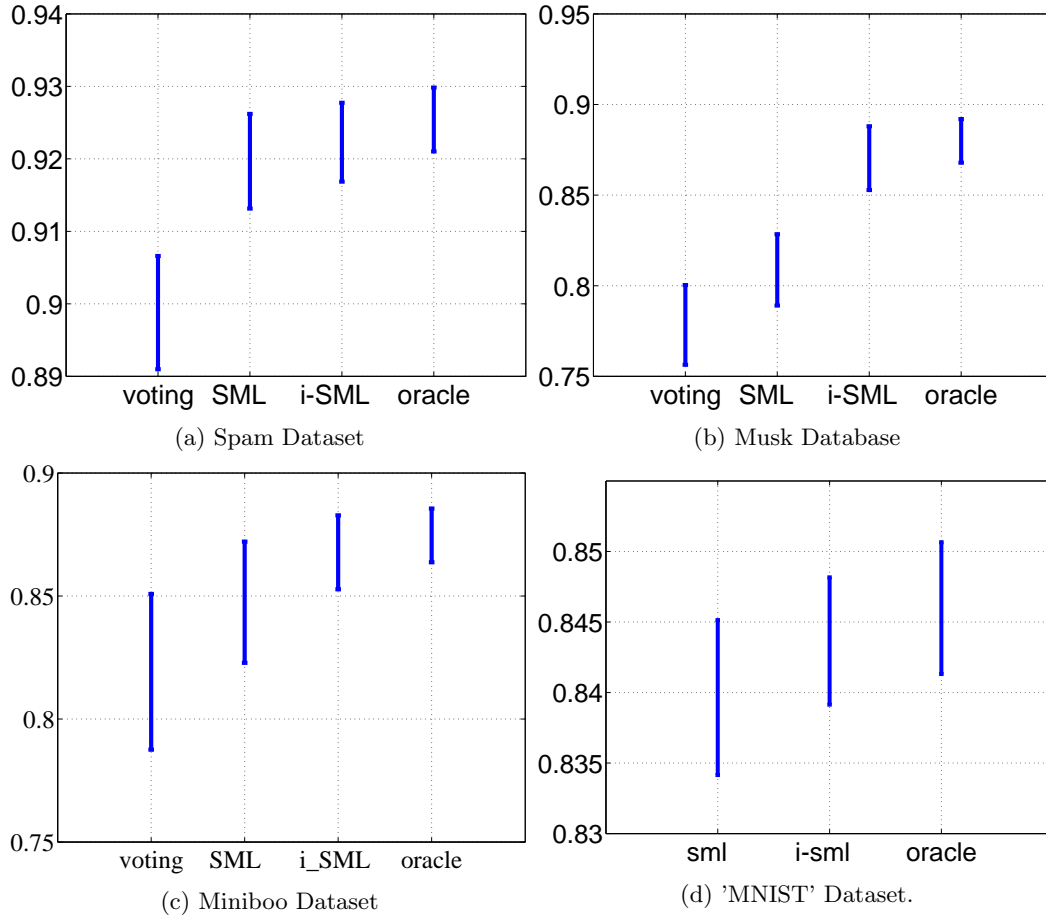 0.94
0.93
0.92
0.91
0.9
0.89
voting SML i-SML oracle
(a) Spam Dataset
0.95
0.9
0.85
0.8
0.75
voting SML i-SML oracle
(b) Musk Database
0.9
0.85
0.8
0.75
voting SML i_SML oracle
(c) Miniboo Dataset
0.85
0.845
0.84
0.835
0.83
sml i-sml oracle
(d) 'MNIST' Dataset.